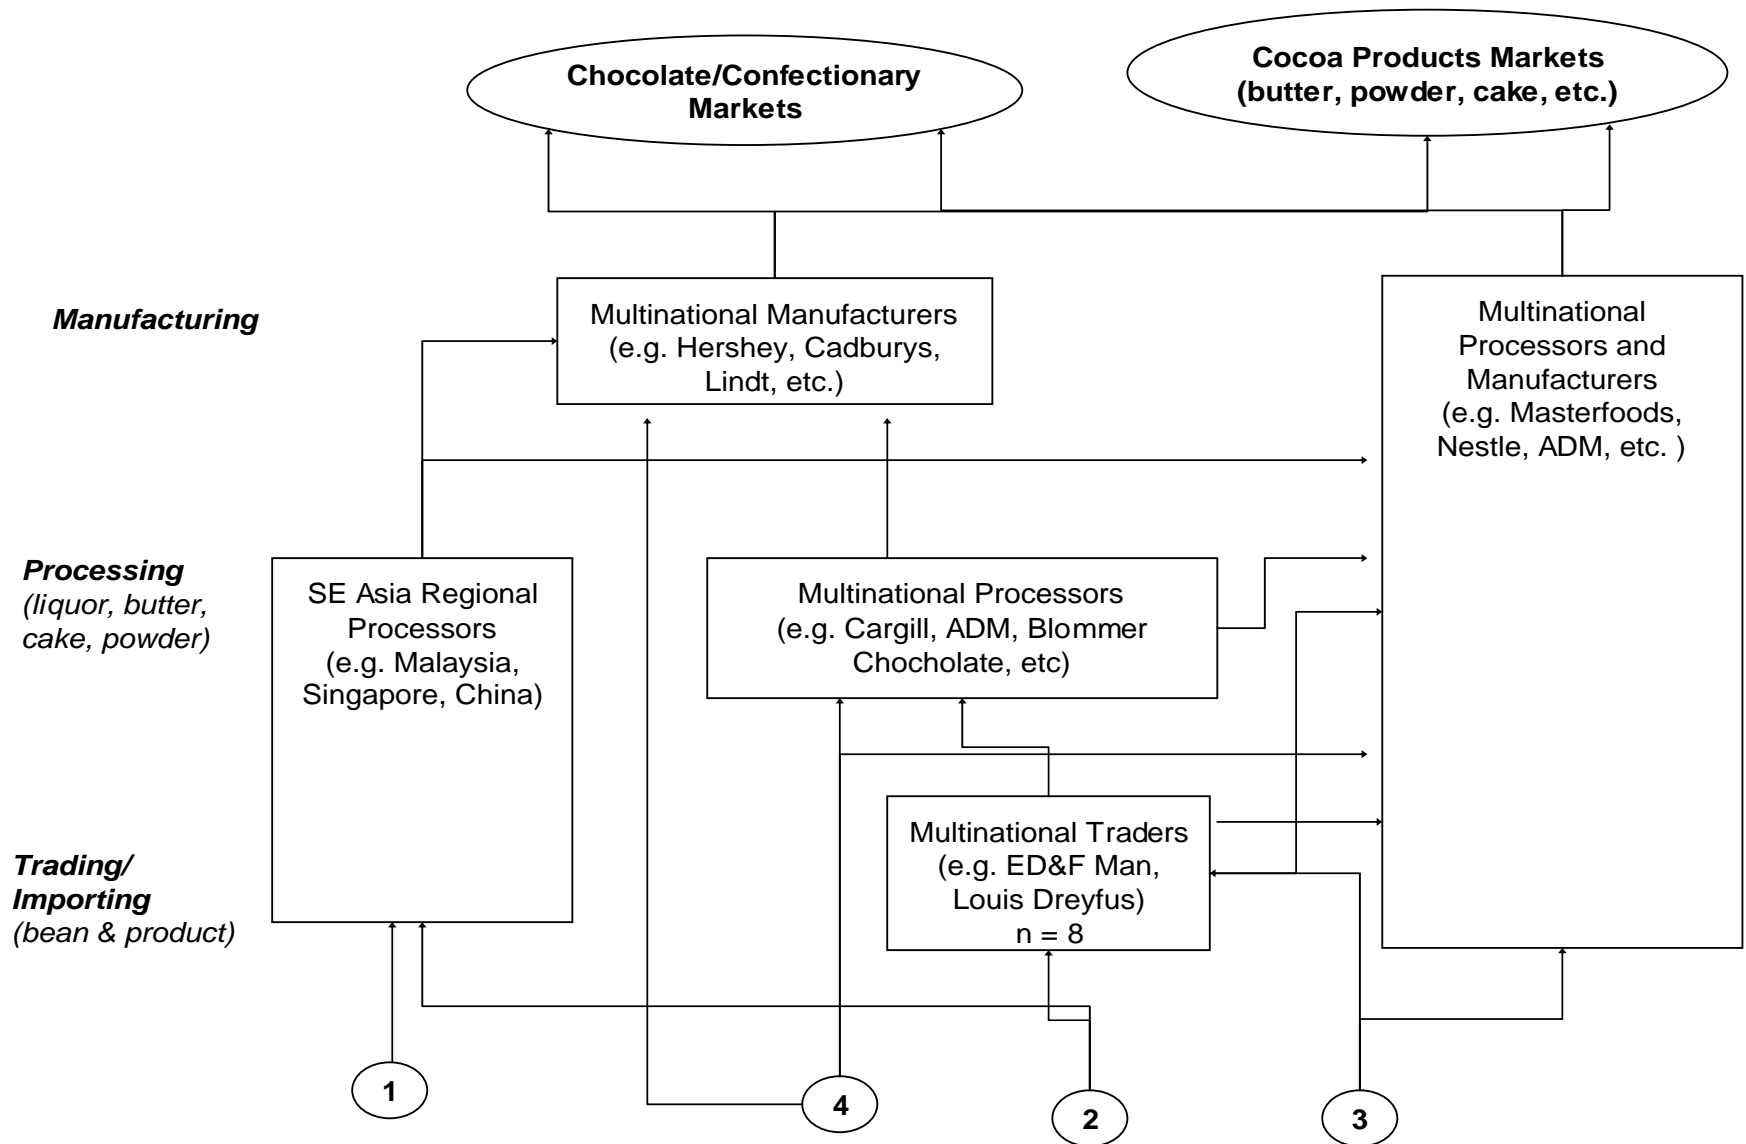 Chocolate/Confectionary
Markets
Cocoa Products Markets
(butter, powder, cake, etc.)
Manufacturing
Multinational Manufacturers
(e.g. Hershey, Cadburys,
Lindt, etc.)
Multinational
Processors and
Manufacturers
(e.g. Masterfoods,
Nestle, ADM, etc. )
Processing
(liquor, butter,
cake, powder)
SE Asia Regional
Processors
(e.g. Malaysia,
Singapore, China)
Multinational Processors
(e.g. Cargill, ADM, Blommer
Chocholate, etc)
Trading/
Importing
(bean & product)
Multinational Traders
(e.g. ED&F Man,
Louis Dreyfus)
n = 8
1
4
2
3